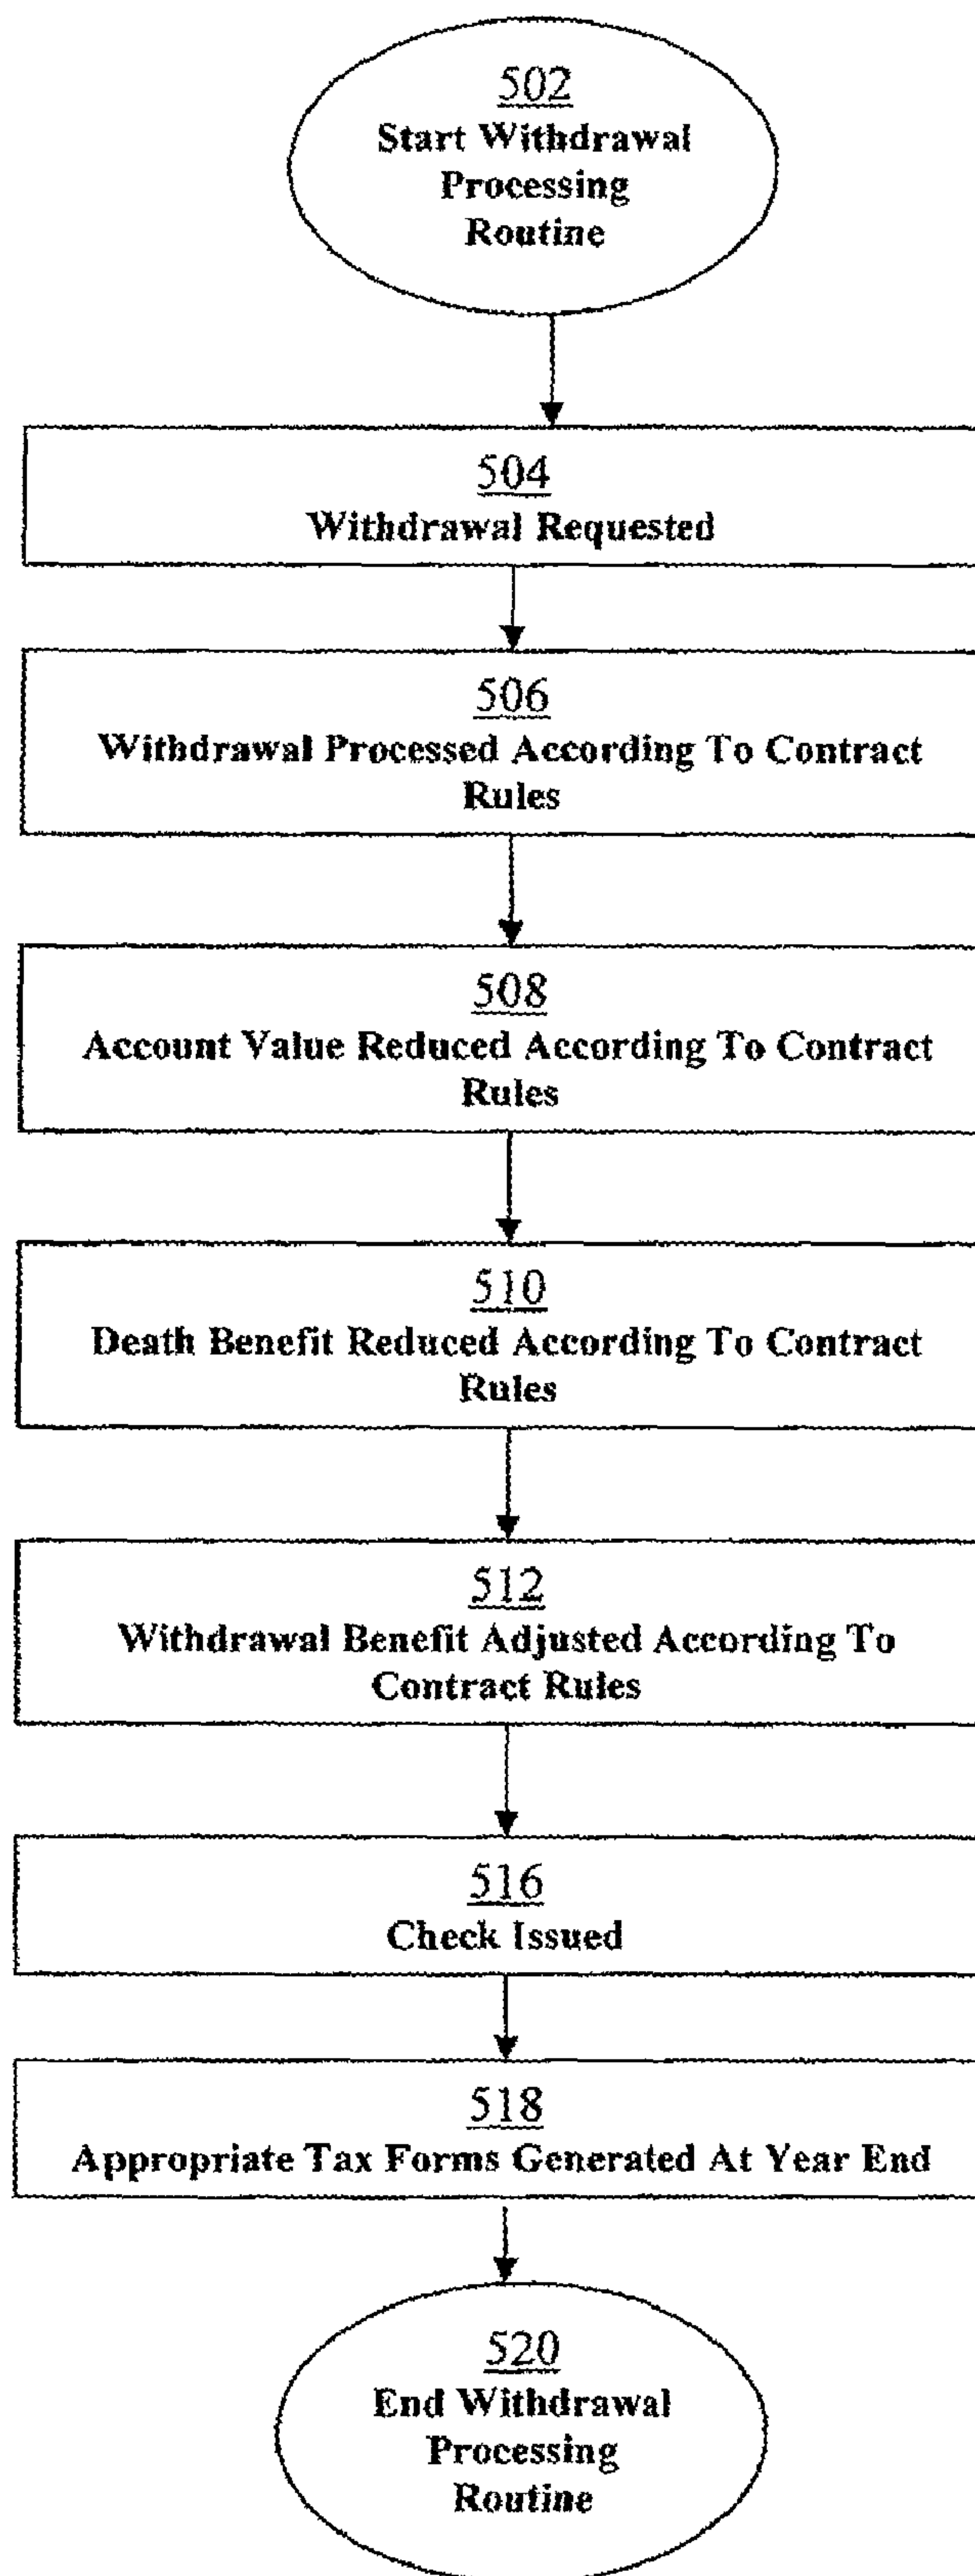 502
Start Withdrawal
Processing
Routine
504
Withdrawal Requested
506
Withdrawal Processed According To Contract
Rules
508
Account Value Reduced According To Contract
Rules
510
Death Benefit Reduced According To Contract
Rules
512
Withdrawal Benefit Adjusted According To
Contract Rules
516
Check Issued
518
Appropriate Tax Forms Generated At Year End
520
End Withdrawal
Processing
Routine